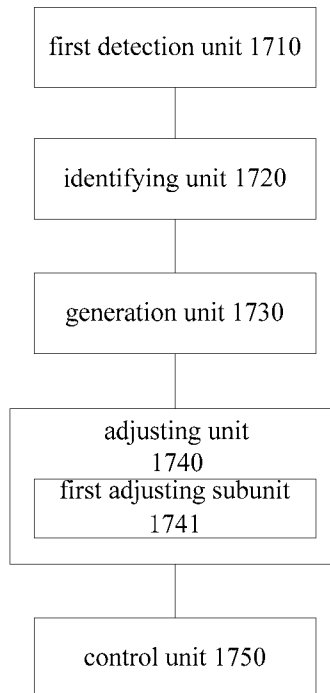 first detection unit 1710
identifying unit 1720
generation unit 1730
adjusting unit
1740
first adjusting subunit
1741
control unit 1750